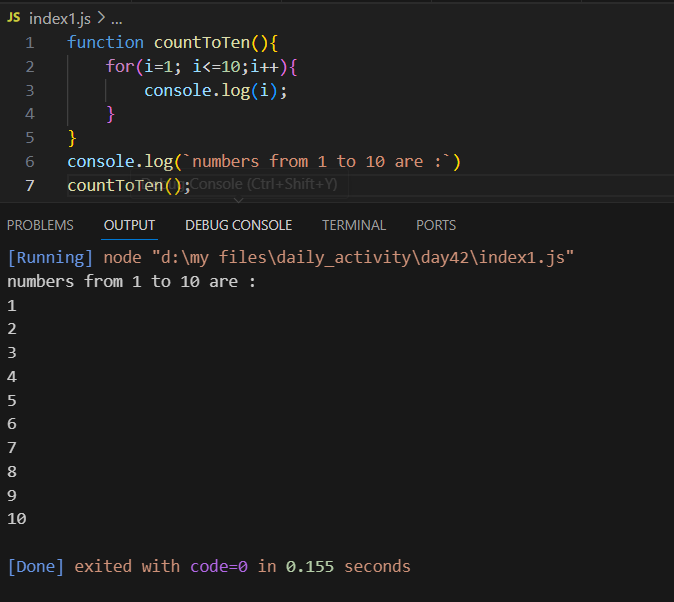 JS index1.js > ...
1 function countToTen(){
2 for(i=1; i<=10;i++){
3 console.log(i);
4 }
5 }
6 console.log(`numbers from 1 to 10 are :`)
7 countToTen();
Debug Console (Ctrl+Shift+Y)
PROBLEMS OUTPUT DEBUG CONSOLE TERMINAL PORTS
[Running] node "d:\my files\daily_activity\day42\index1.js"
numbers from 1 to 10 are :
1
2
3
4
5
6
7
8
9
10
[Done] exited with code=0 in 0.155 seconds